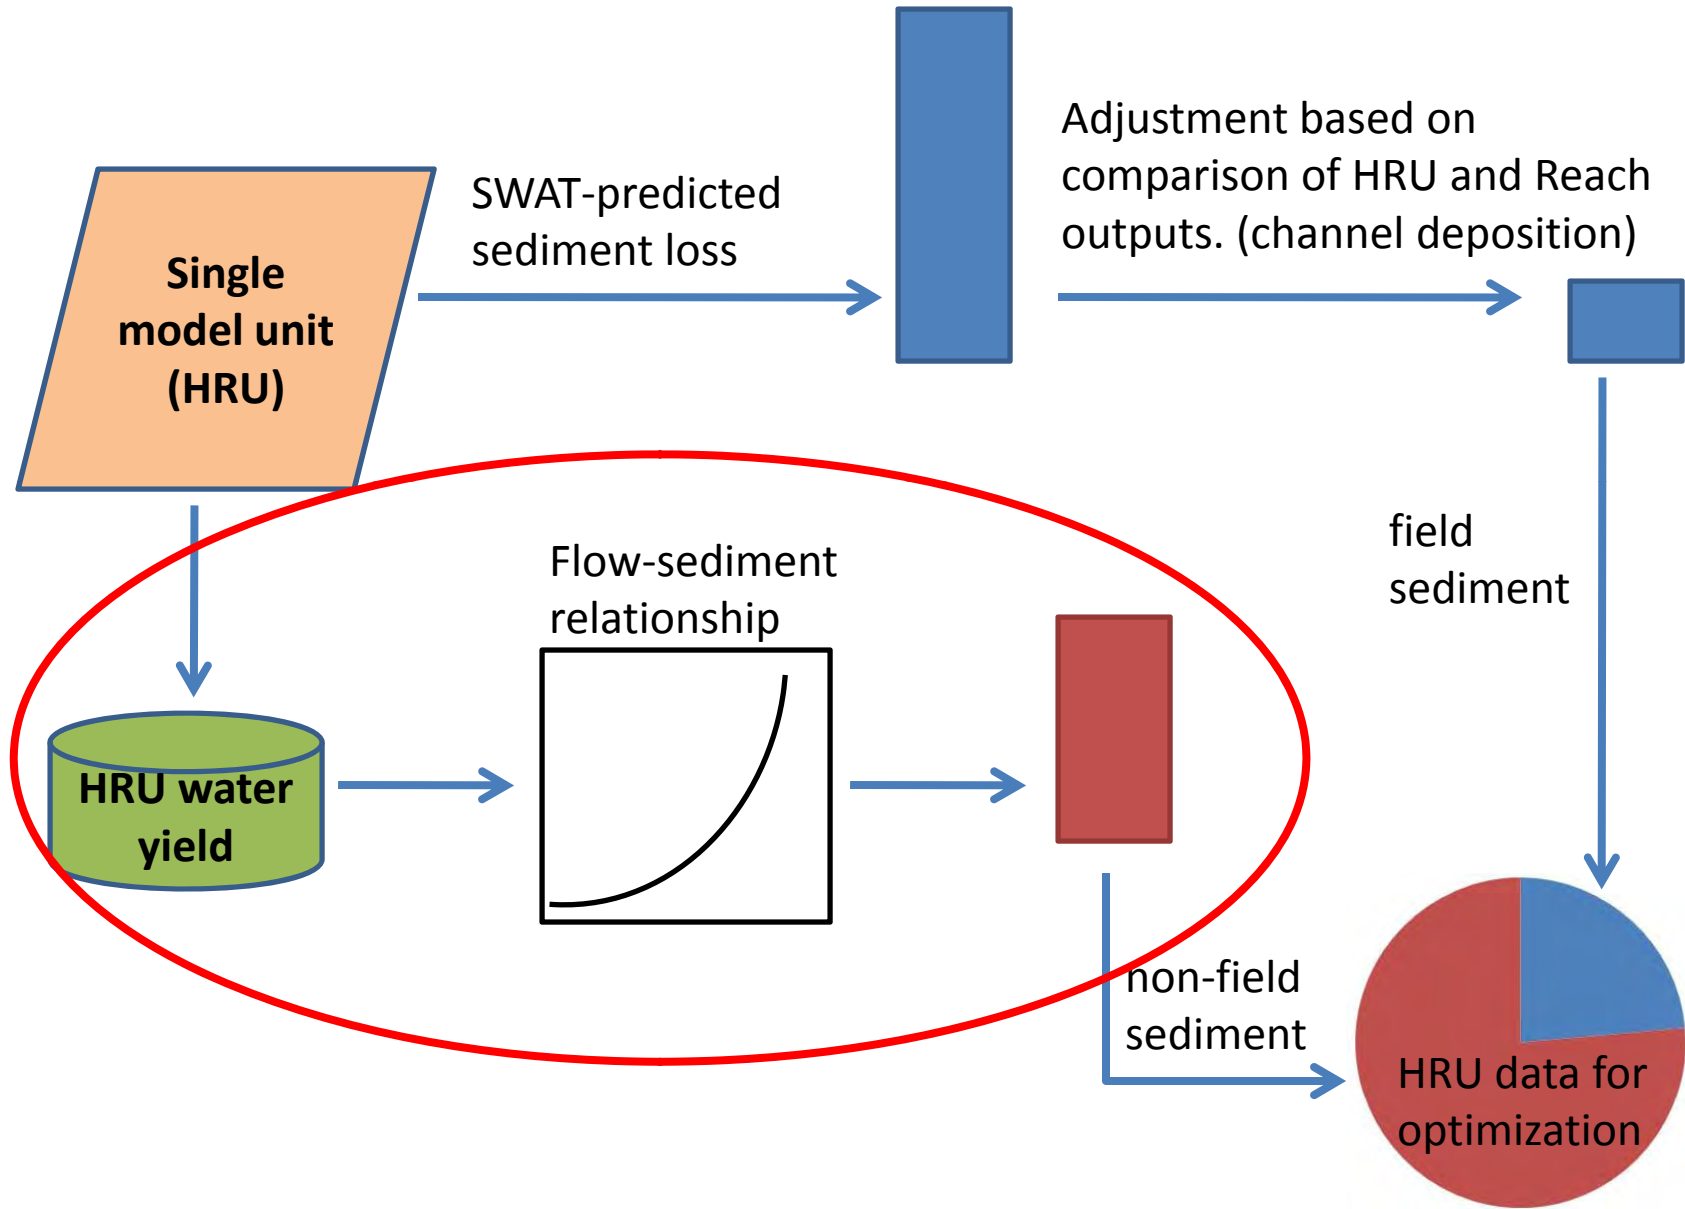 Single
model unit
(HRU)
SWAT-predicted
sediment loss
Adjustment based on
comparison of HRU and Reach
outputs. (channel deposition)
field
sediment
Flow-sediment
relationship
HRU water
yield
non-field
sediment
HRU data for
optimization